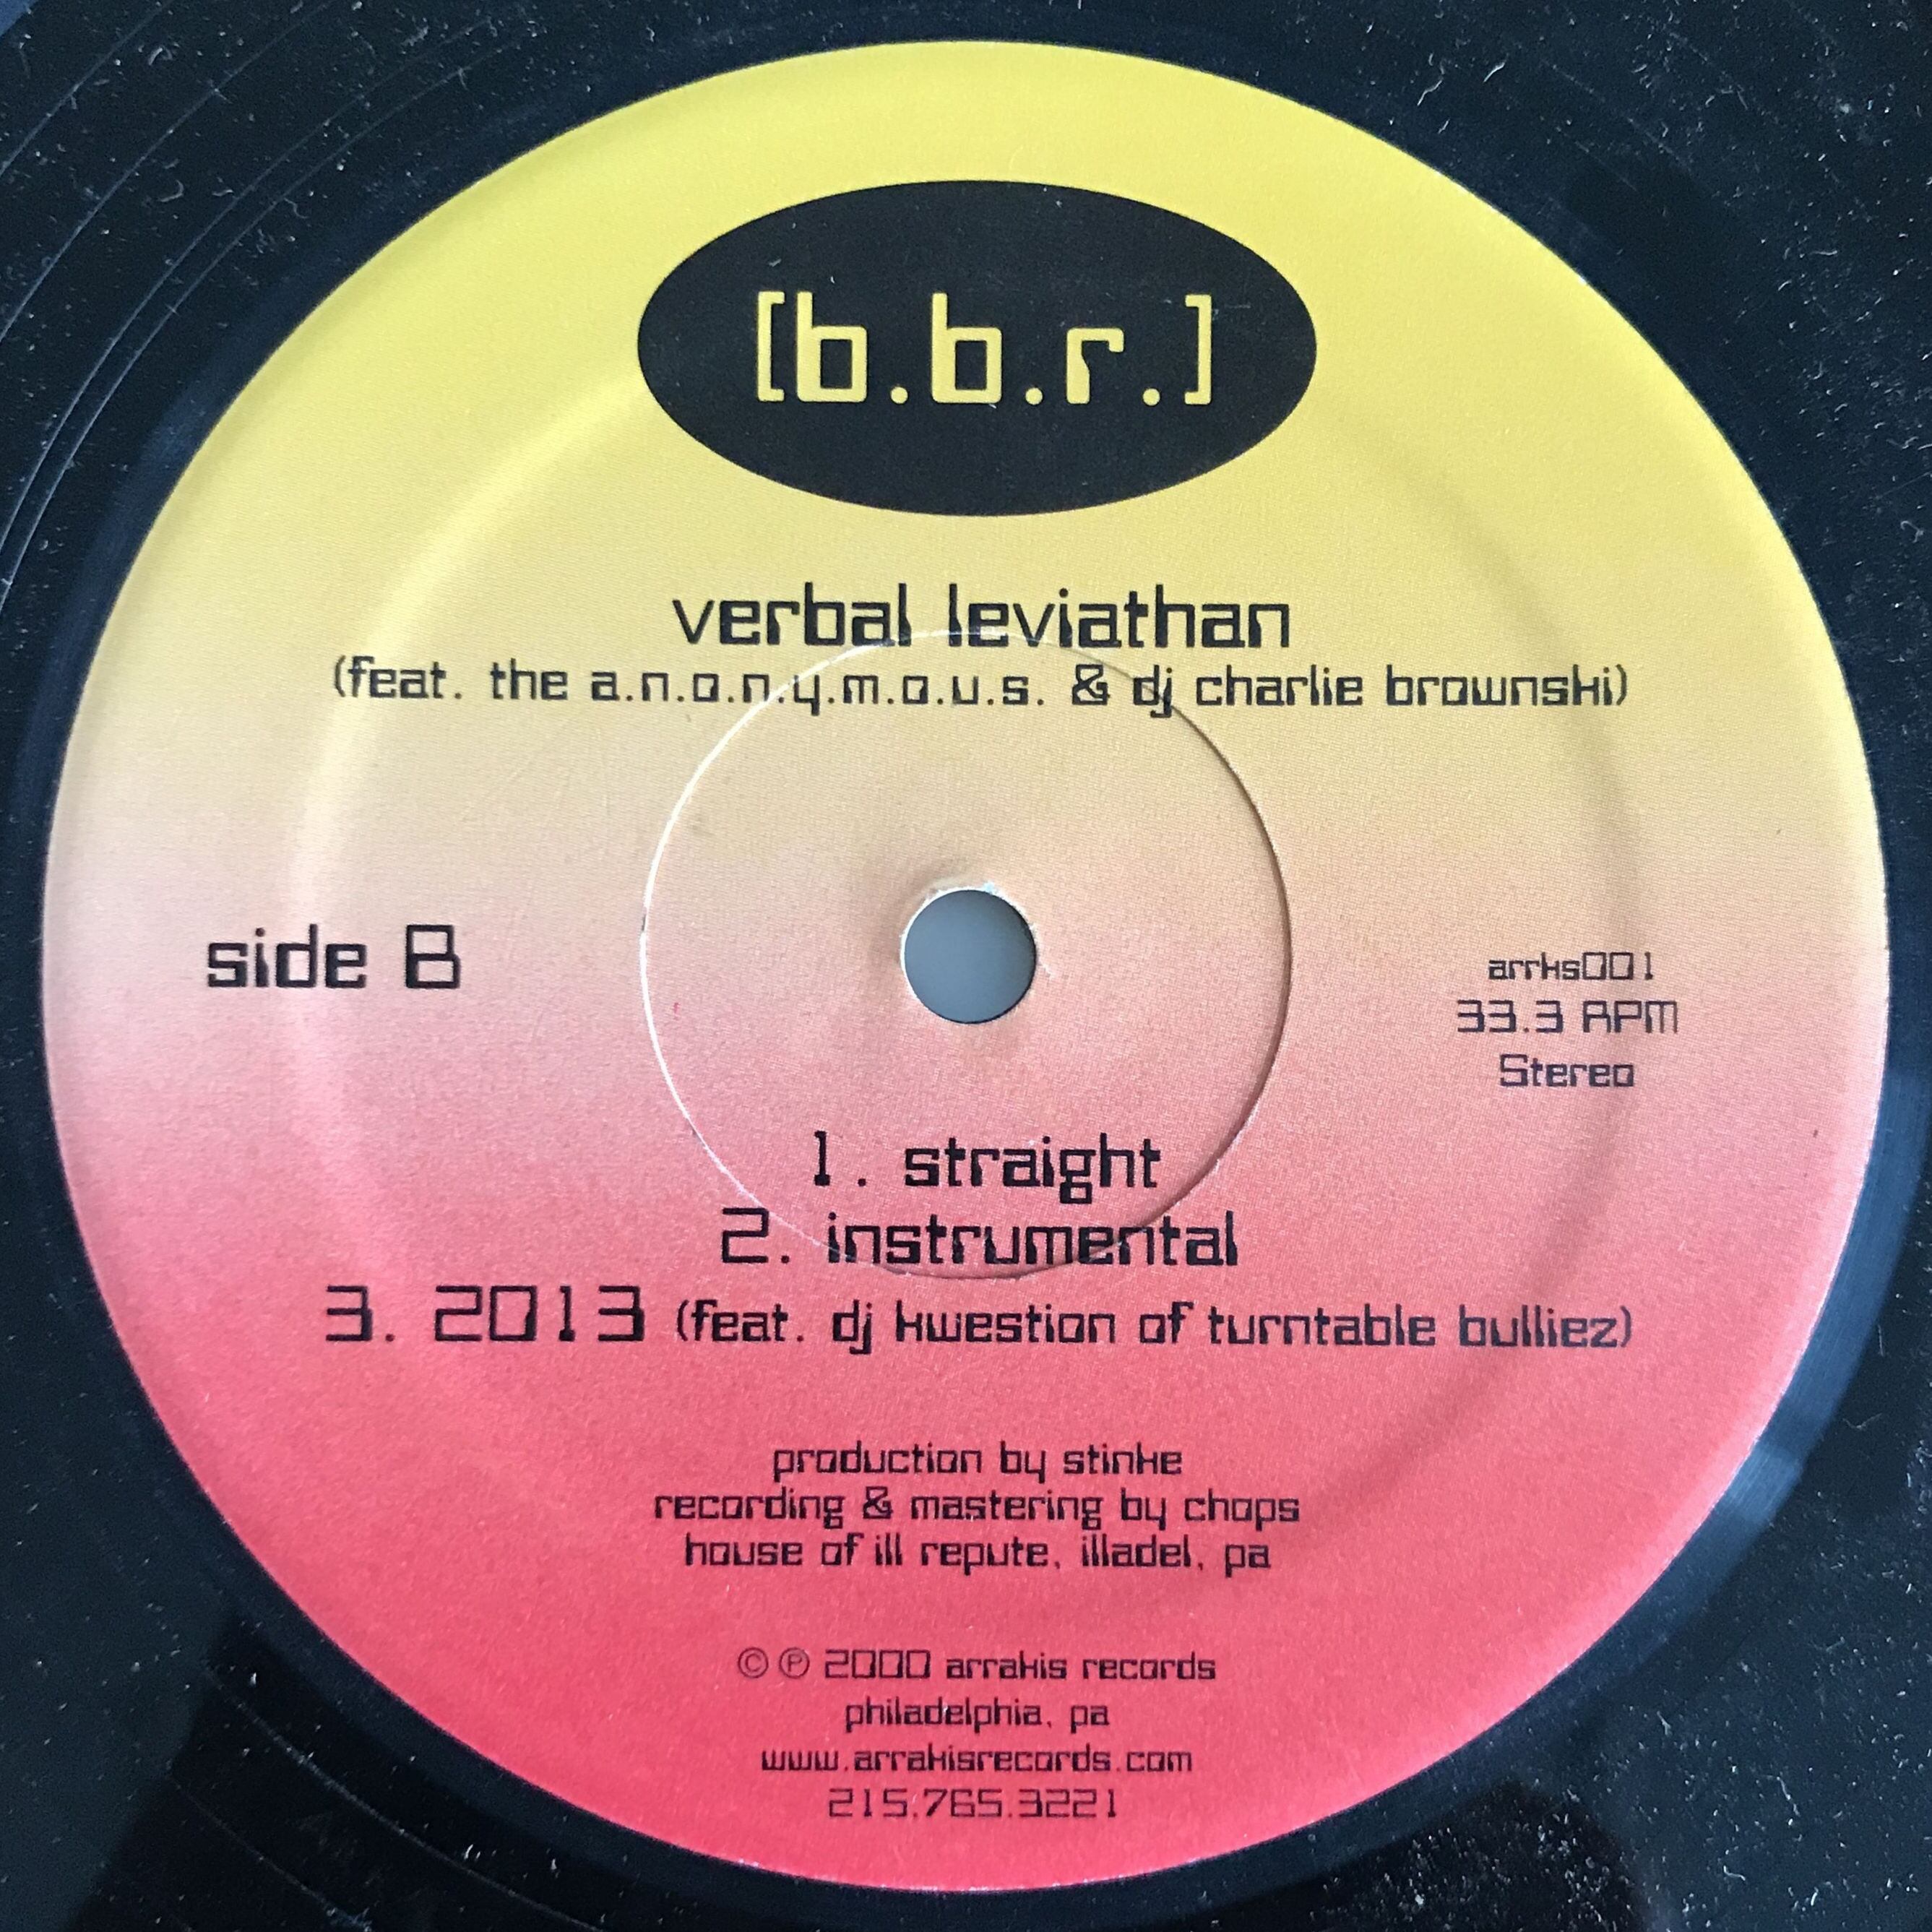 [b.b.r.]
verbal leviathan
(feat. the a.n.o.n.y.m.o.u.s. & dj charlie brownski)
side B
arrks001
33.3 RPM
Stereo
1. straight
2. instrumental
3. 2013 (feat. dj kwestion of turntable bulliez)
production by stinke
recording & mastering by chops
house of ill repute, illadel, pa
© ℗ 2000 arrakis records
philadelphia, pa
www.arrakisrecords.com
215.765.3221